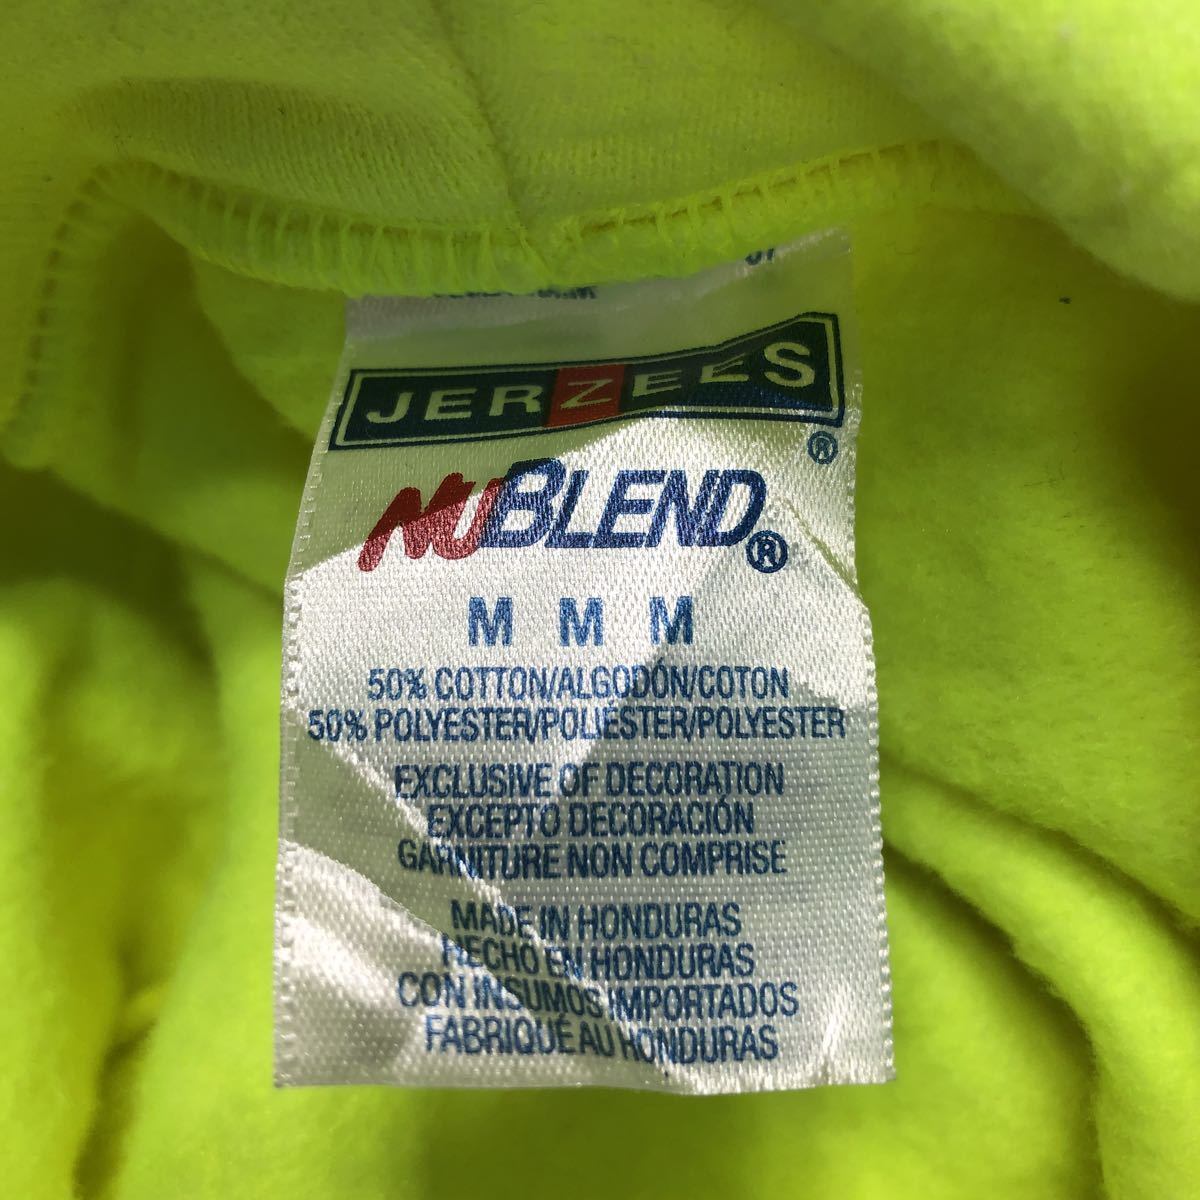 JERZEES
®
NUBLEND®
M M M
50% COTTON/ALGODÓN/COTON
50% POLYESTER/POLIÉSTER/POLYESTER
EXCLUSIVE OF DECORATION
EXCEPTO DECORACIÓN
GARNITURE NON COMPRISE
MADE IN HONDURAS
HECHO EN HONDURAS
CON INSUMOS IMPORTADOS
FABRIQUÉ AU HONDURAS